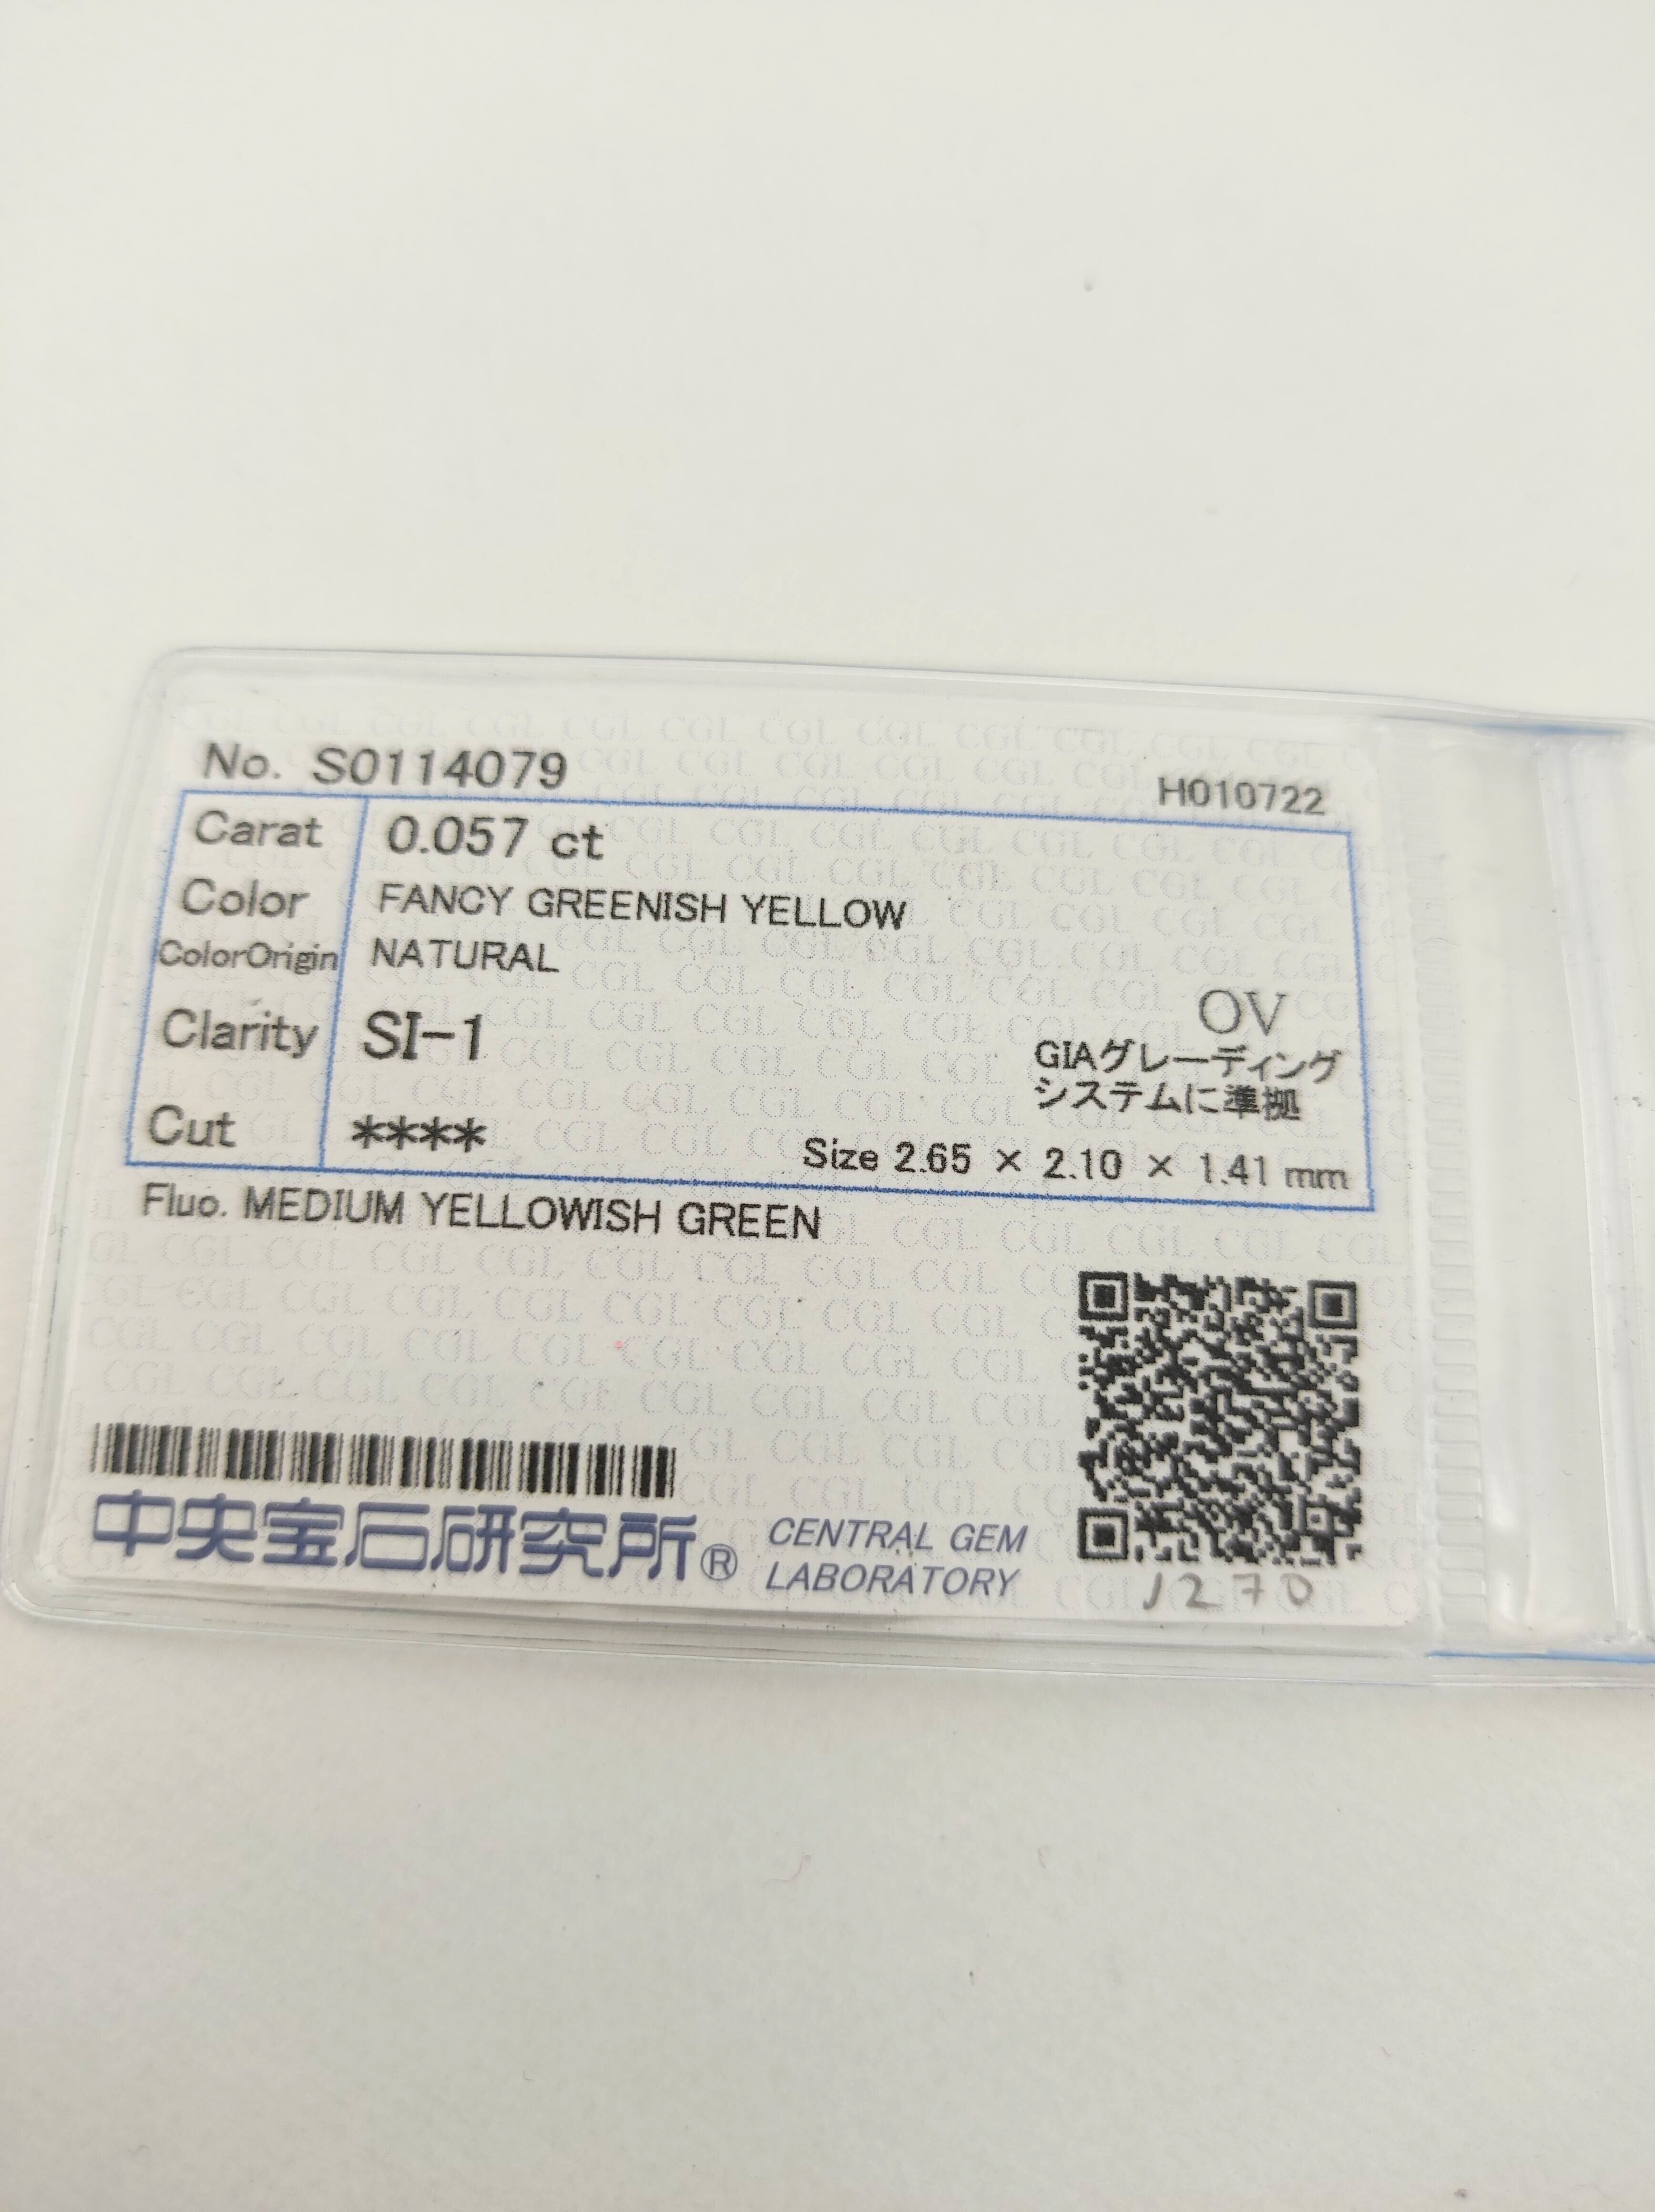 No. S0114079
H010722
Carat 0.057 ct
Color FANCY GREENISH YELLOW
ColorOrigin NATURAL
Clarity SI-1
OV
GIAグレーディング
システムに準拠
Cut ****
Size 2.65 × 2.10 × 1.41 mm
Fluo. MEDIUM YELLOWISH GREEN
中央宝石研究所®
CENTRAL GEM
LABORATORY
1270